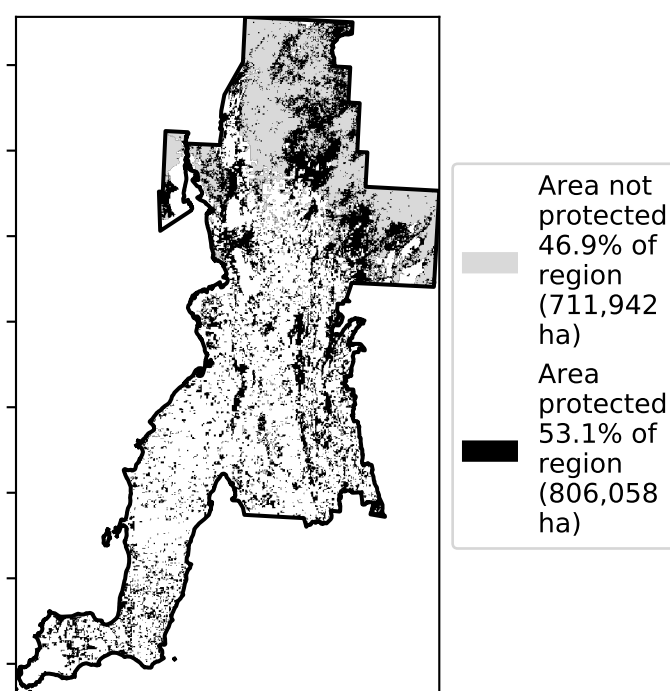 Area not
protected
46.9% of
region
(711,942
ha)
Area
protected
53.1% of
region
(806,058
ha)